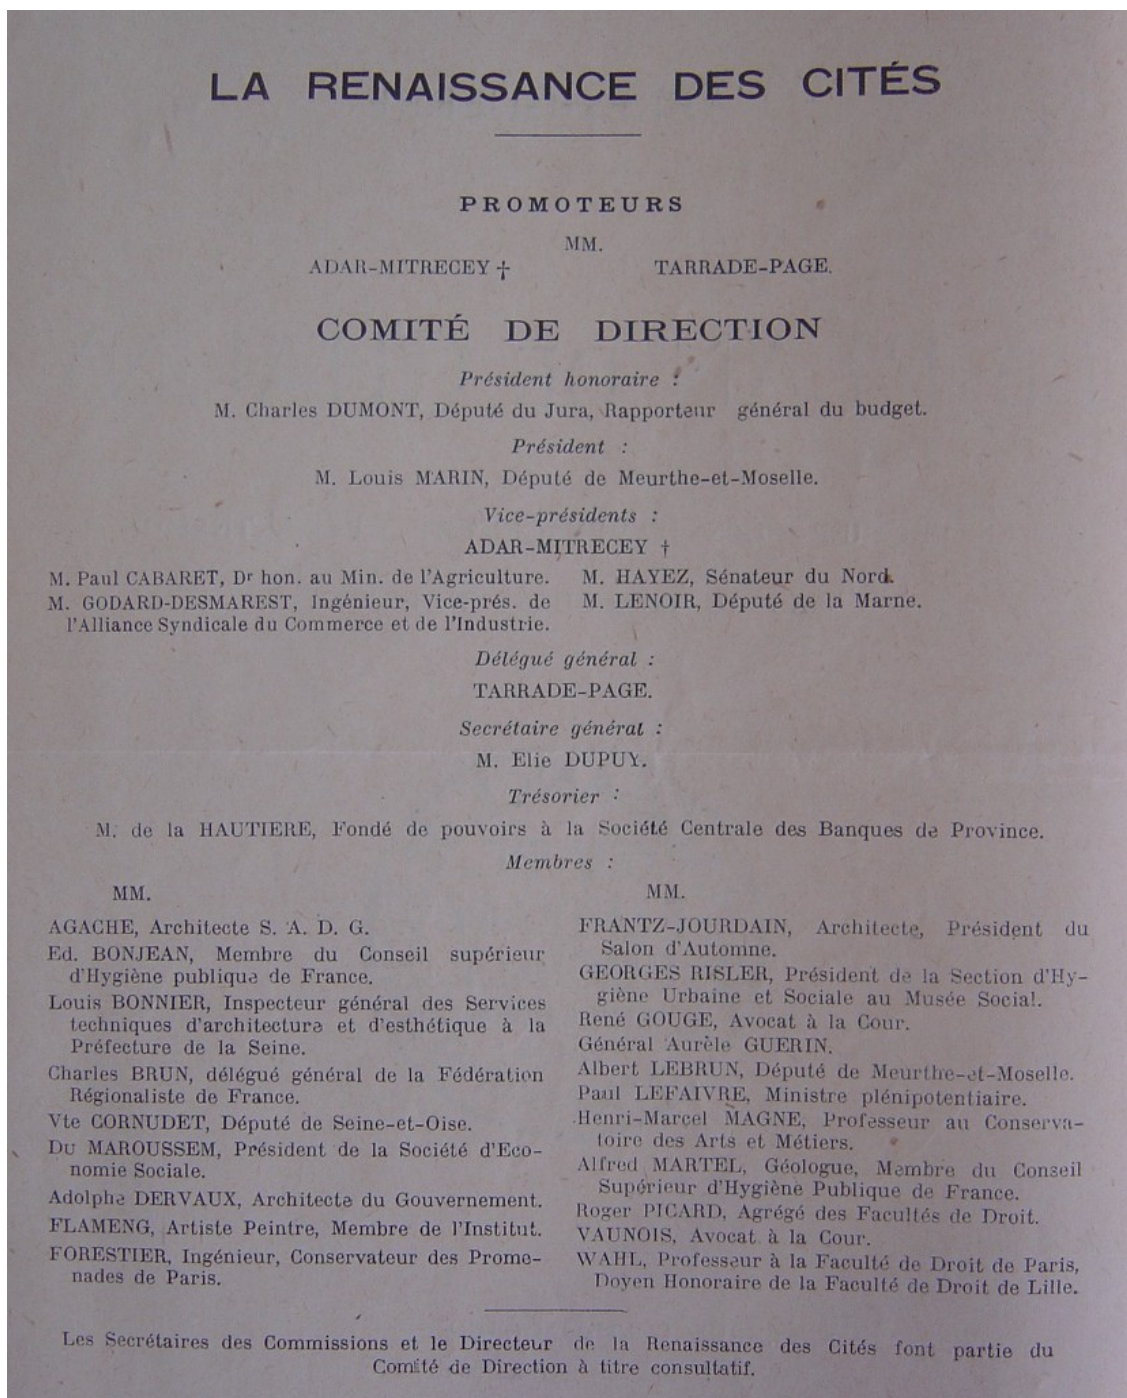 LA RENAISSANCE DES CITÉS
PROMOTEURS
MM.
ADAR-MITRECEY † TARRADE-PAGE.
COMITÉ DE DIRECTION
Président honoraire :
M. Charles DUMONT, Député du Jura, Rapporteur général du budget.
Président :
M. Louis MARIN, Député de Meurthe-et-Moselle.
Vice-présidents :
ADAR-MITRECEY †
M. Paul CABARET, Dr hon. au Min. de l'Agriculture.
M. GODARD-DESMAREST, Ingénieur, Vice-prés. de
l'Alliance Syndicale du Commerce et de l'Industrie.
M. HAYEZ, Sénateur du Nord.
M. LENOIR, Député de la Marne.
Délégué général :
TARRADE-PAGE.
Secrétaire général :
M. Elie DUPUY.
Trésorier :
M. de la HAUTIERE, Fondé de pouvoirs à la Société Centrale des Banques de Province.
Membres :
MM.
AGACHE, Architecte S. A. D. G.
Ed. BONJEAN, Membre du Conseil supérieur
d'Hygiène publique de France.
Louis BONNIER, Inspecteur général des Services
techniques d'architecture et d'esthétique à la
Préfecture de la Seine.
Charles BRUN, délégué général de la Fédération
Régionaliste de France.
Vte CORNUDET, Député de Seine-et-Oise.
Du MAROUSSEM, Président de la Société d'Eco-
nomie Sociale.
Adolphe DERVAUX, Architecte du Gouvernement.
FLAMENG, Artiste Peintre, Membre de l'Institut.
FORESTIER, Ingénieur, Conservateur des Prome-
nades de Paris.
MM.
FRANTZ-JOURDAIN, Architecte, Président du
Salon d'Automne.
GEORGES RISLER, Président de la Section d'Hy-
giène Urbaine et Sociale au Musée Social.
René GOUGE, Avocat à la Cour.
Général Aurèle GUERIN.
Albert LEBRUN, Député de Meurthe-et-Moselle.
Paul LEFAIVRE, Ministre plénipotentiaire.
Henri-Marcel MAGNE, Professeur au Conserva-
toire des Arts et Métiers.
Alfred MARTEL, Géologue, Membre du Conseil
Supérieur d'Hygiène Publique de France.
Roger PICARD, Agrégé des Facultés de Droit.
VAUNOIS, Avocat à la Cour.
WAHL, Professeur à la Faculté de Droit de Paris,
Doyen Honoraire de la Faculté de Droit de Lille.
Les Secrétaires des Commissions et le Directeur de la Renaissance des Cités font partie du
Comité de Direction à titre consultatif.